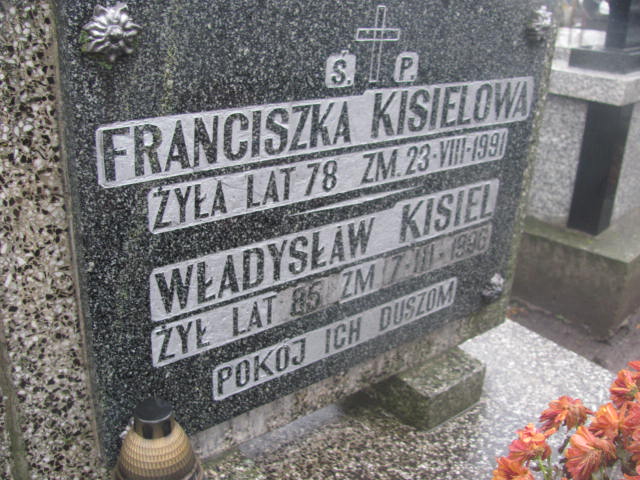 Ś. P.
FRANCISZKA KISIELOWA
ŻYŁA LAT 78 ZM. 23-VIII-1991
WŁADYSŁAW KISIEL
ŻYŁ LAT 85 ZM 7-III-1996
POKÓJ ICH DUSZOM